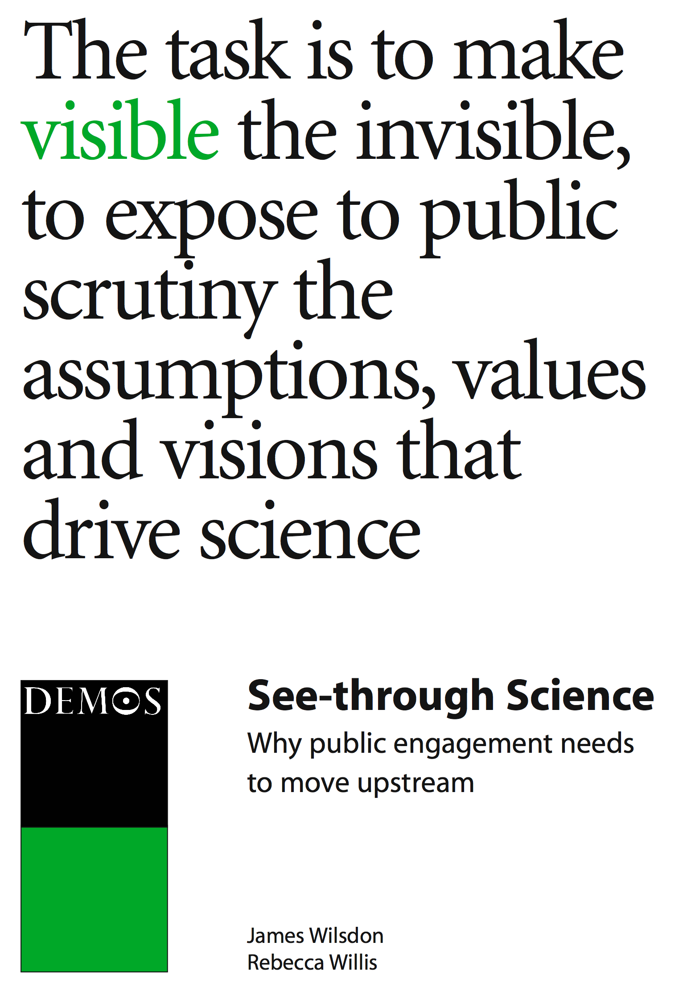 The task is to make
visible the invisible,
to expose to public
scrutiny the
assumptions, values
and visions that
drive science
DEMOS
See-through Science
Why public engagement needs
to move upstream
James Wilsdon
Rebecca Willis